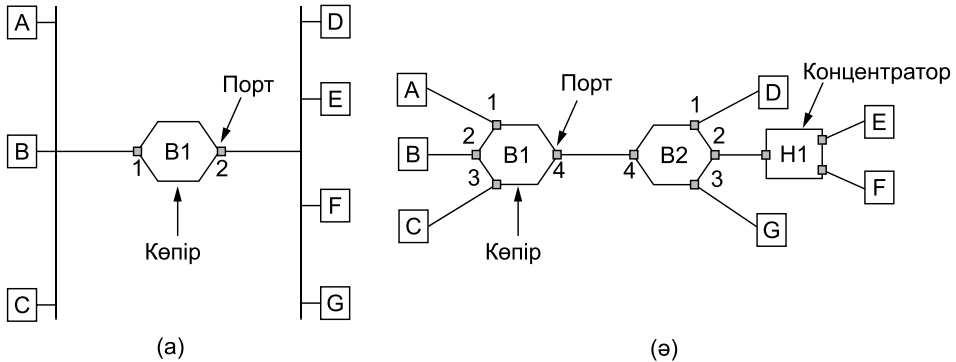 A
B
C
B1
1
2
Порт
Көпір
D
E
F
G
(а)
A
B
C
1
2
3
4
B1
Порт
Көпір
4
B2
1
2
3
D
G
Концентратор
H1
E
F
(ә)